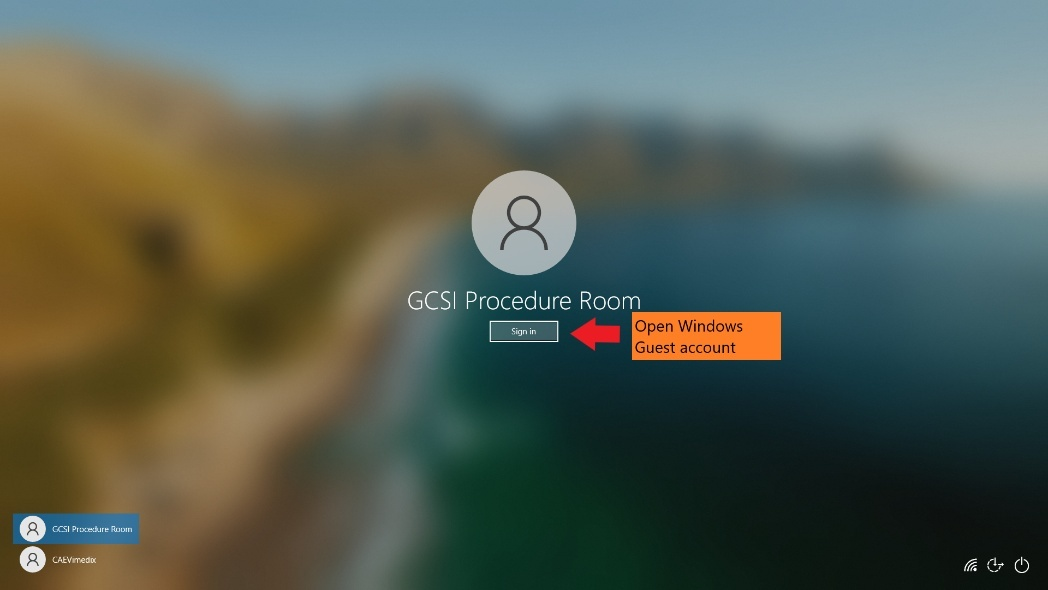 GCSI Procedure Room
Sign in
Open Windows
Guest account
GCSI Procedure Room
CAEVimedix